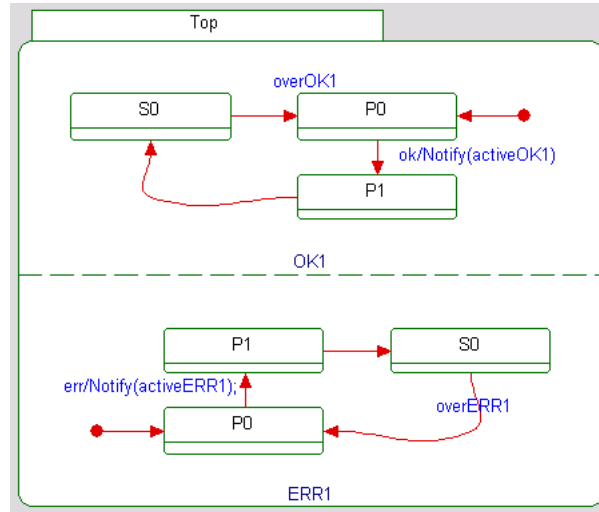 Top
overOK1
S0
P0
ok/Notify(activeOK1)
P1
OK1
P1
S0
err/Notify(activeERR1);
overERR1
P0
ERR1